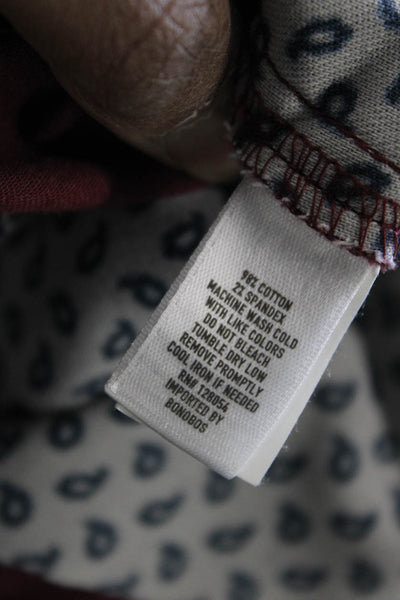 98% COTTON
2% SPANDEX
MACHINE WASH COLD
WITH LIKE COLORS
DO NOT BLEACH
TUMBLE DRY LOW
REMOVE PROMPTLY
COOL IRON IF NEEDED
RN# 128054
IMPORTED BY
BONOBOS